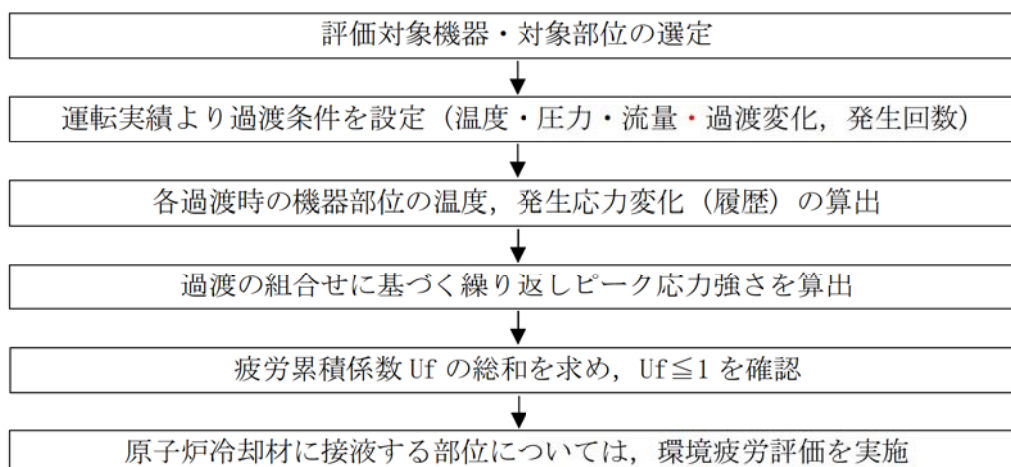 評価対象機器・対象部位の選定
運転実績より過渡条件を設定（温度・圧力・流量・過渡変化，発生回数）
各過渡時の機器部位の温度，発生応力変化（履歴）の算出
過渡の組合せに基づく繰り返しピーク応力強さを算出
疲労累積係数 Uf の総和を求め，Uf≦1 を確認
原子炉冷却材に接液する部位については，環境疲労評価を実施